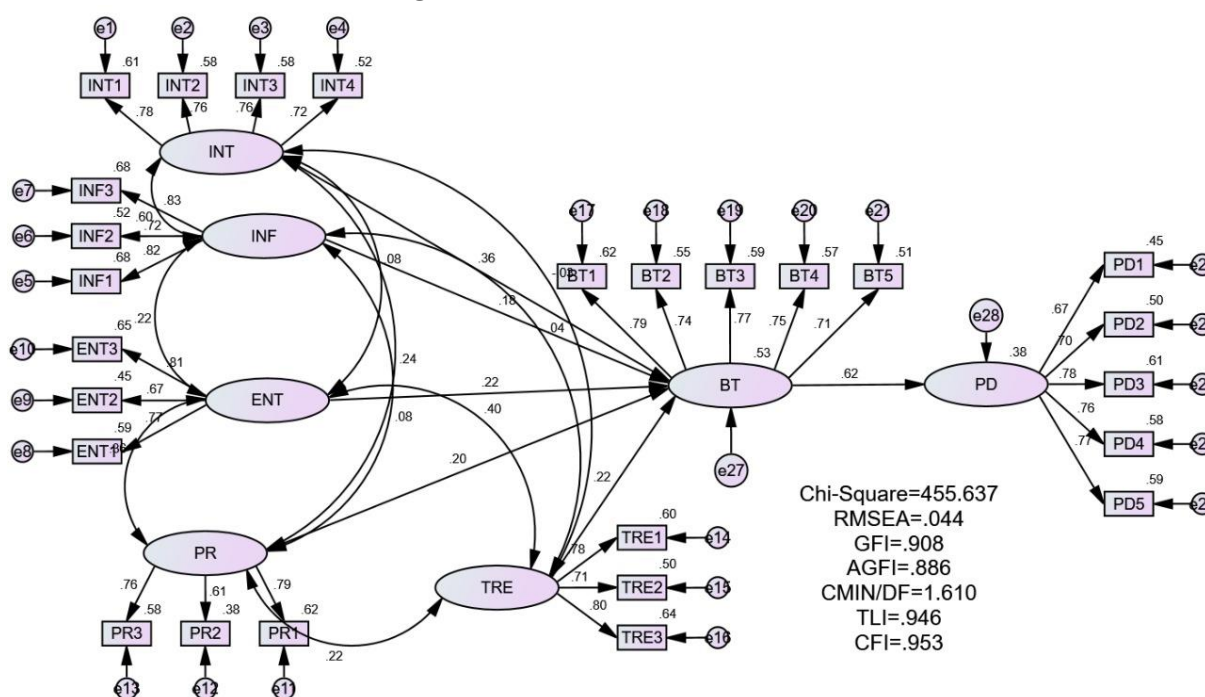 e1 e2 e3 e4
.61 .58 .58 .52
INT1 INT2 INT3 INT4
.78 .76 .76 .72
INT
.68
e7 INF3
.83
.52 .60
e6 INF2 .72
INF
.68 .82
e5 INF1
.08 .36 -.03
.18
.04
e17 e18 e19 e20 e21
.62 .55 .59 .57 .51
BT1 BT2 BT3 BT4 BT5
.79 .74 .77 .75 .71
.45
PD1
.67
.50
e28 PD2
.70
.22
.65
e10 ENT3
.81
.24
.53 .38 .61
BT .62 PD .78 PD3
.45
e9 ENT2 .67
ENT .22
.40
.08
.76 .58
PD4
.77
.59 .77
e8 ENT1
.20
.22
e27
.59
PD5
PR
.76 .61 .79
.58 .38 .62
PR3 PR2 PR1
e13 e12 e11
.22
TRE
.60
.78 TRE1 e14
.50
.71 TRE2 e15
.64
.80 TRE3 e16
Chi-Square=455.637
RMSEA=.044
GFI=.908
AGFI=.886
CMIN/DF=1.610
TLI=.946
CFI=.953